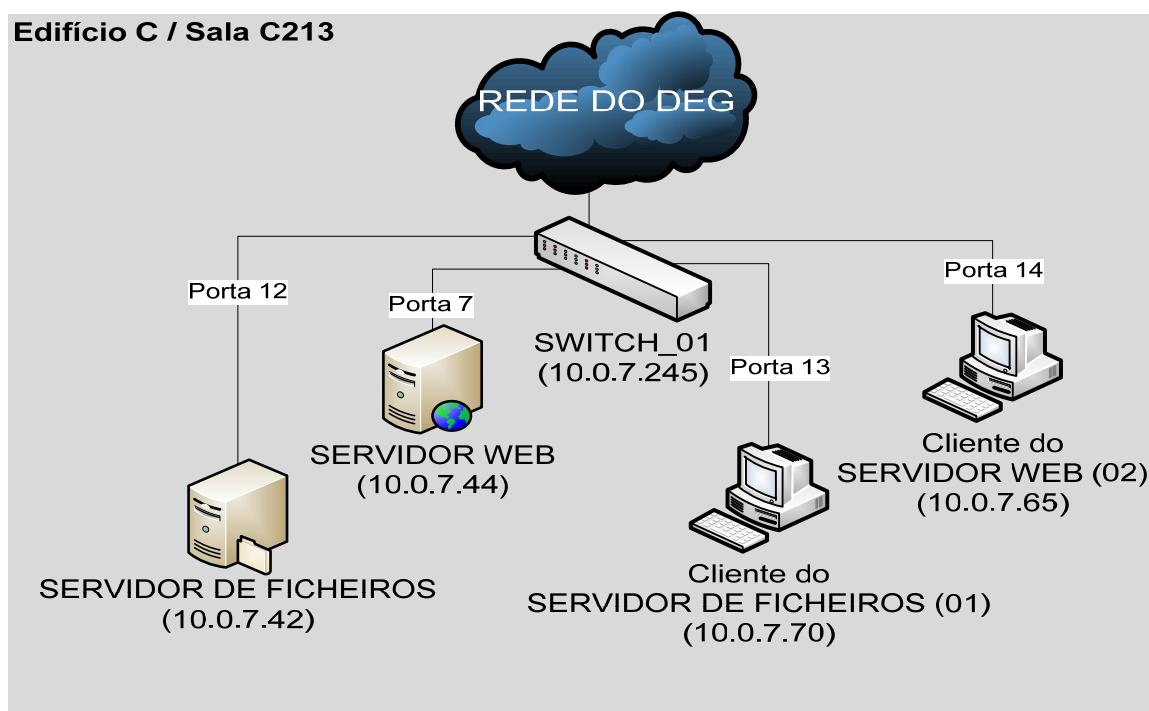 Edifício C / Sala C213
REDE DO DEG
Porta 12
Porta 7
Porta 14
SWITCH_01
(10.0.7.245)
Porta 13
SERVIDOR WEB
(10.0.7.44)
Cliente do
SERVIDOR WEB (02)
(10.0.7.65)
SERVIDOR DE FICHEIROS
(10.0.7.42)
Cliente do
SERVIDOR DE FICHEIROS (01)
(10.0.7.70)